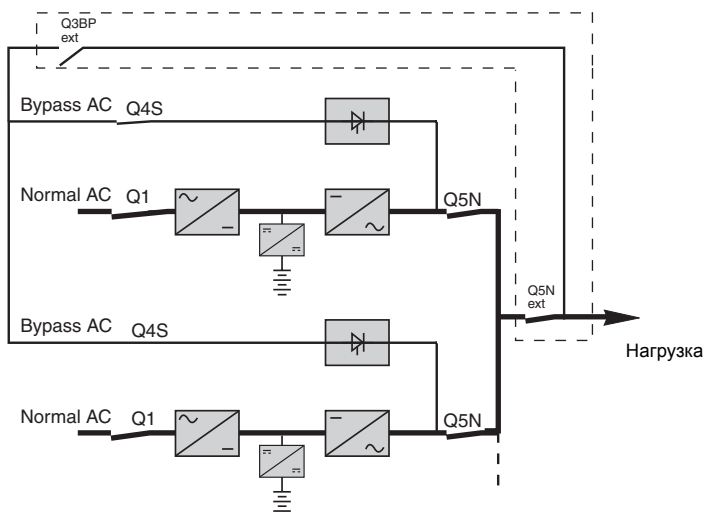 Q3BP
ext
Bypass AC Q4S
Normal AC Q1
Q5N
Q5N
ext
Нагрузка
Bypass AC Q4S
Normal AC Q1
Q5N